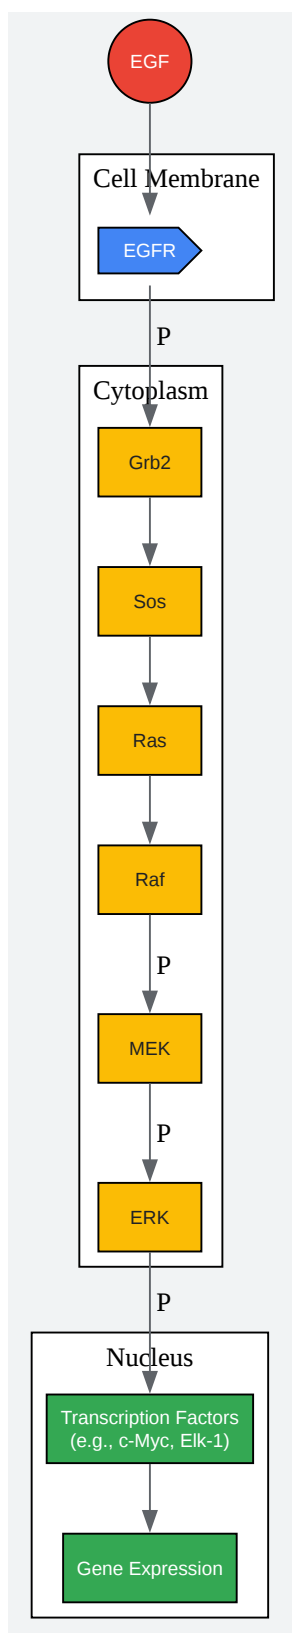 EGF
Cell Membrane
EGFR
P
Cytoplasm
Grb2
Sos
Ras
Raf
P
MEK
P
ERK
P
Nucleus
Transcription Factors
(e.g., c-Myc, Elk-1)
Gene Expression